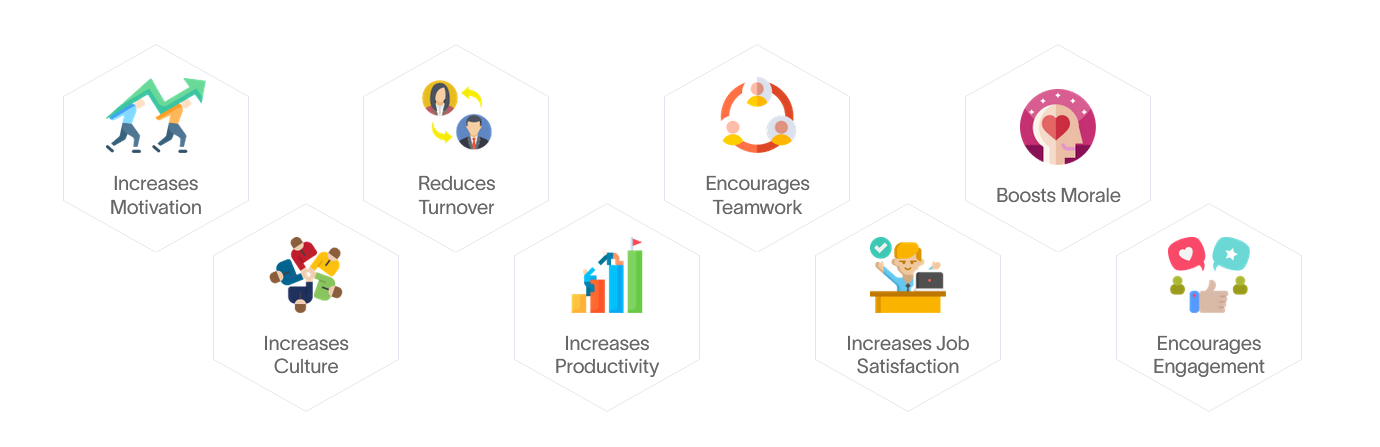 Increases
Motivation
Reduces
Turnover
Encourages
Teamwork
Boosts Morale
Increases
Culture
Increases
Productivity
Increases Job
Satisfaction
Encourages
Engagement